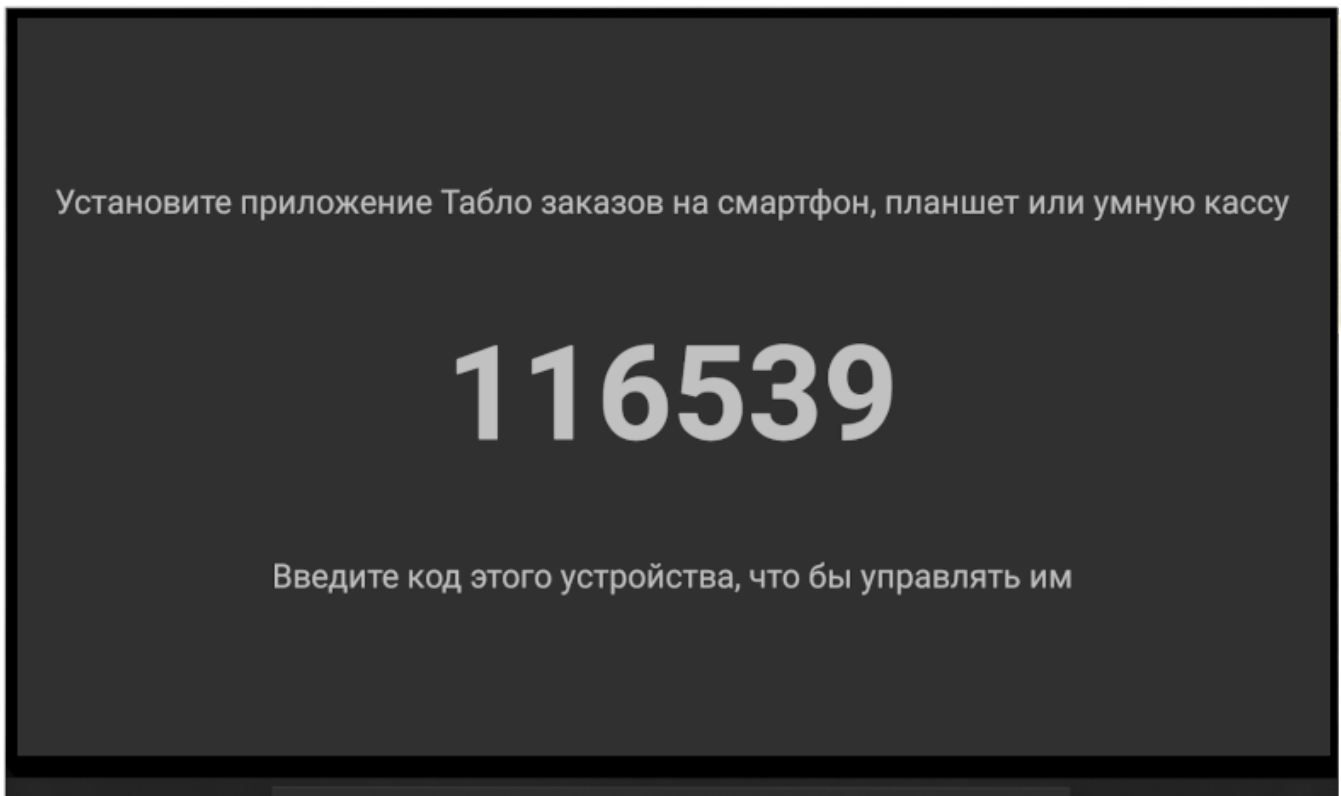 Установите приложение Табло заказов на смартфон, планшет или умную кассу
116539
Введите код этого устройства, что бы управлять им